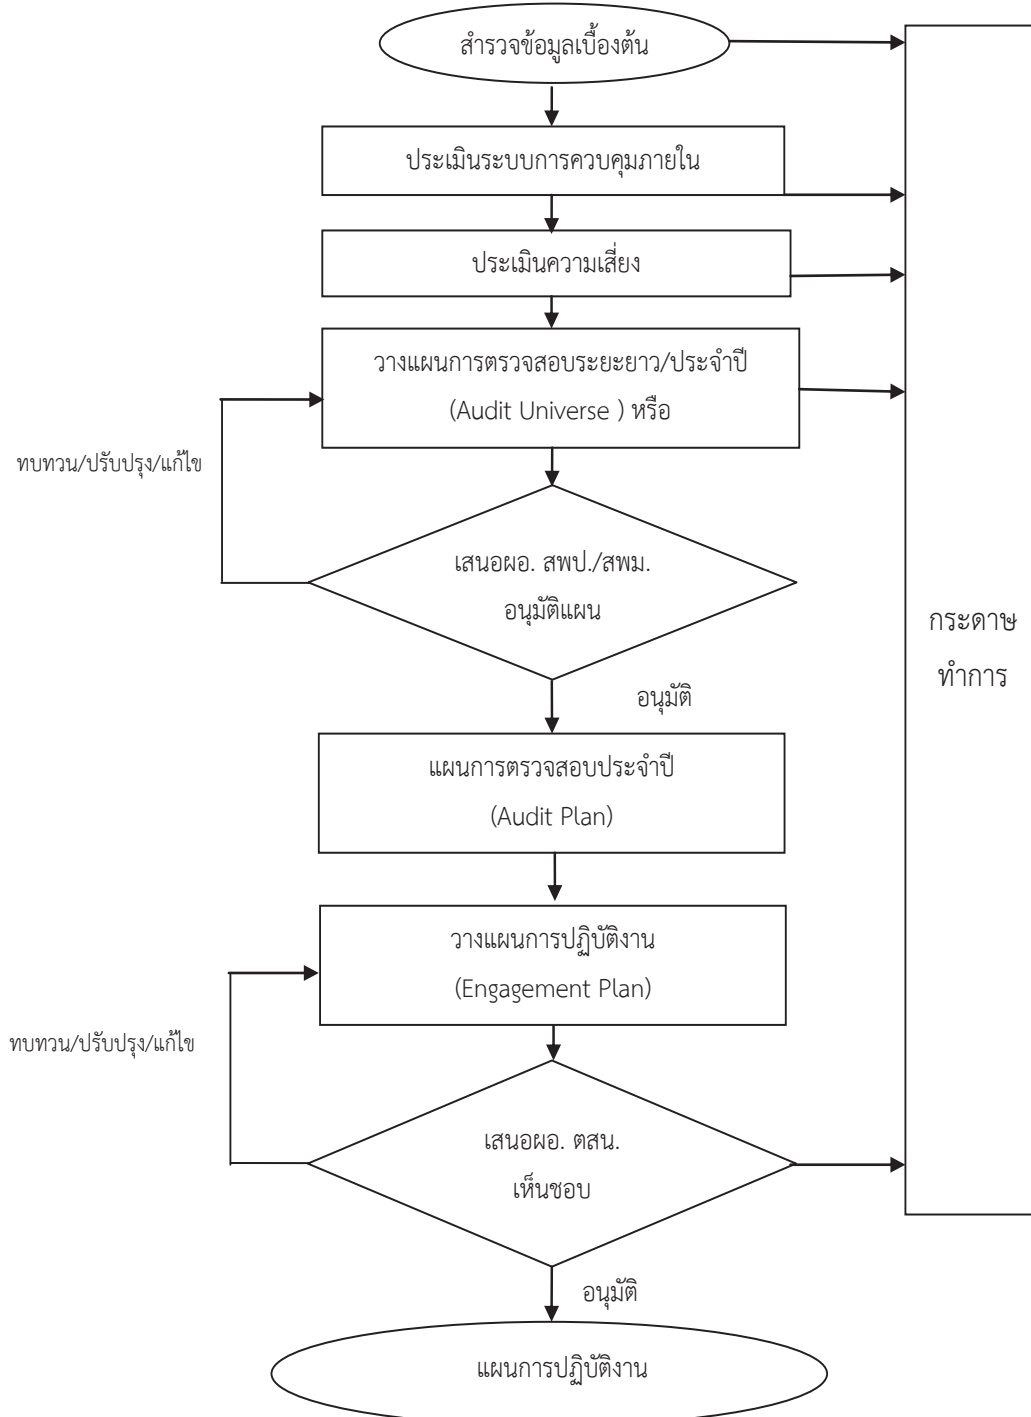 สำรวจข้อมูลเบื้องต้น
ประเมินระบบการควบคุมภายใน
ประเมินความเสี่ยง
วางแผนการตรวจสอบระยะยาว/ประจำปี
(Audit Universe ) หรือ
ทบทวน/ปรับปรุง/แก้ไข
เสนอผอ. สพป./สพม.
อนุมัติแผน
กระดาษ
ทำการ
อนุมัติ
แผนการตรวจสอบประจำปี
(Audit Plan)
วางแผนการปฏิบัติงาน
(Engagement Plan)
ทบทวน/ปรับปรุง/แก้ไข
เสนอผอ. ตสน.
เห็นชอบ
อนุมัติ
แผนการปฏิบัติงาน